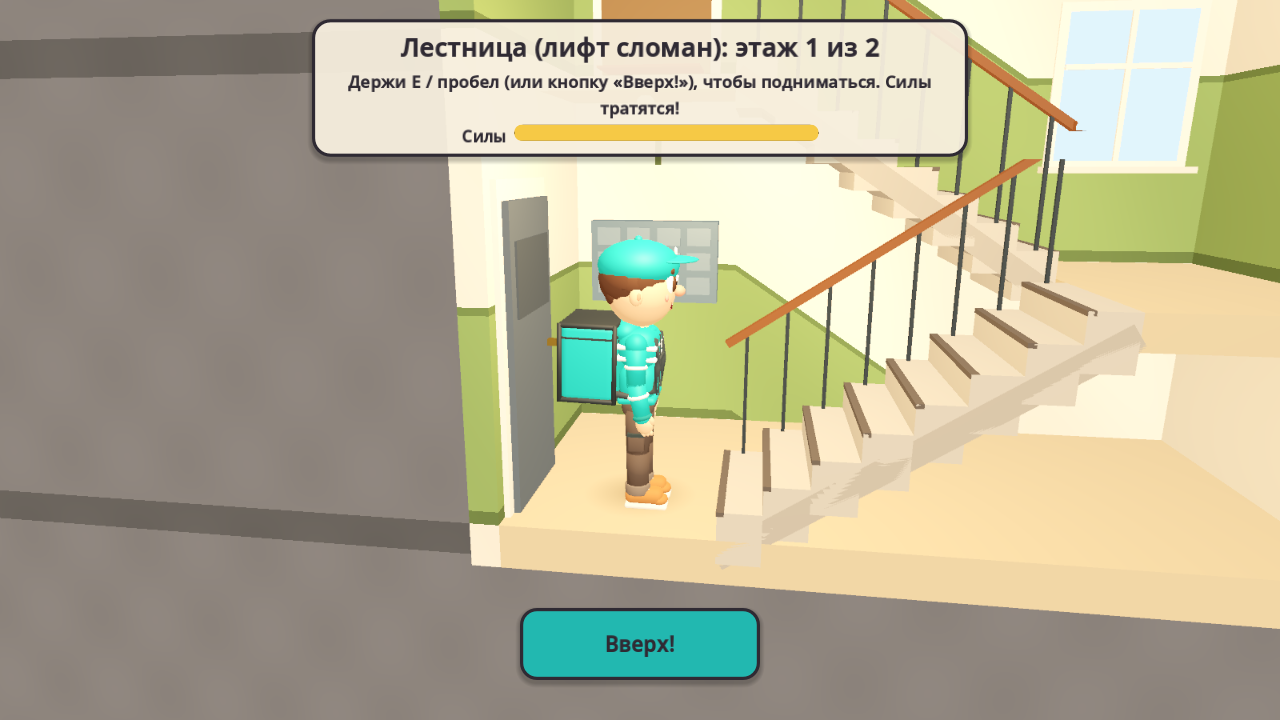 Лестница (лифт сломан): этаж 1 из 2
Держи E / пробел (или кнопку «Вверх!»), чтобы подниматься. Силы
тратятся!
Силы
Вверх!